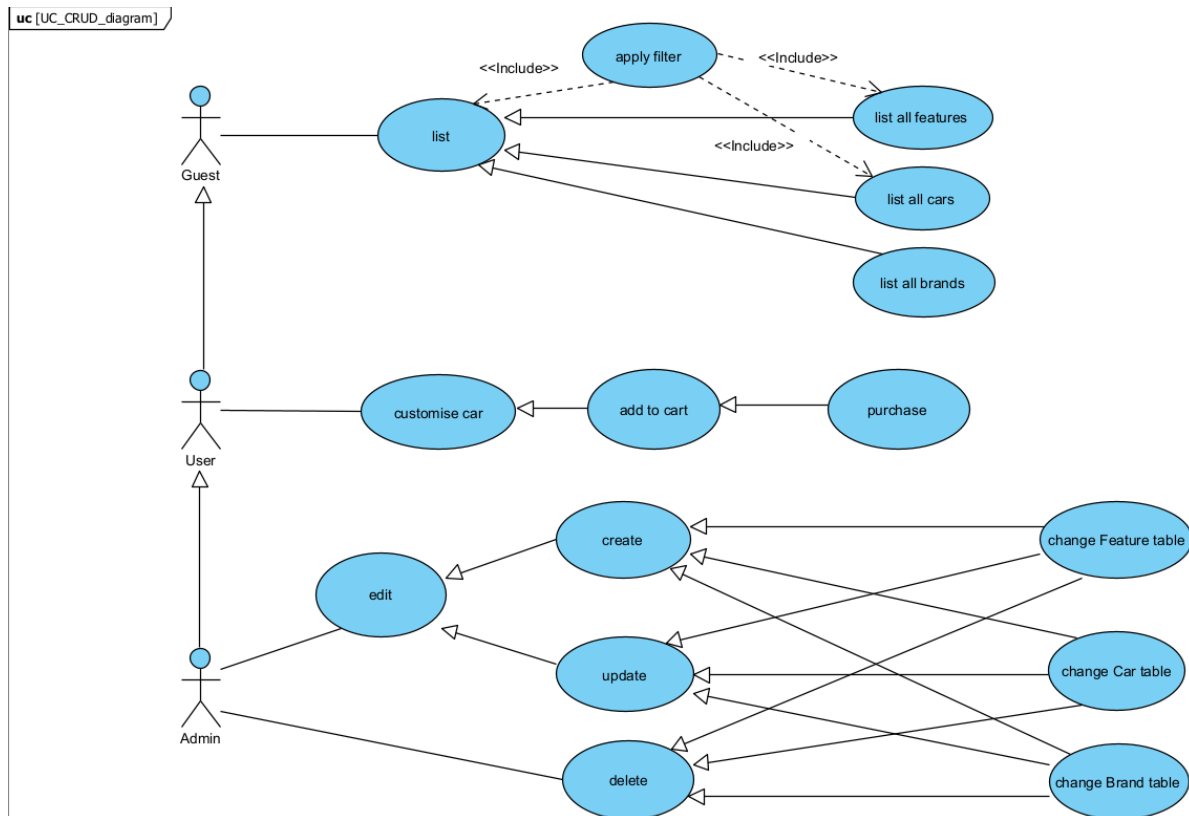 uc [UC_CRUD_diagram]
apply filter
<<Include>>
<<Include>>
list all features
list
<<Include>>
Guest
list all cars
list all brands
customise car
add to cart
purchase
User
create
change Feature table
edit
update
change Car table
Admin
delete
change Brand table